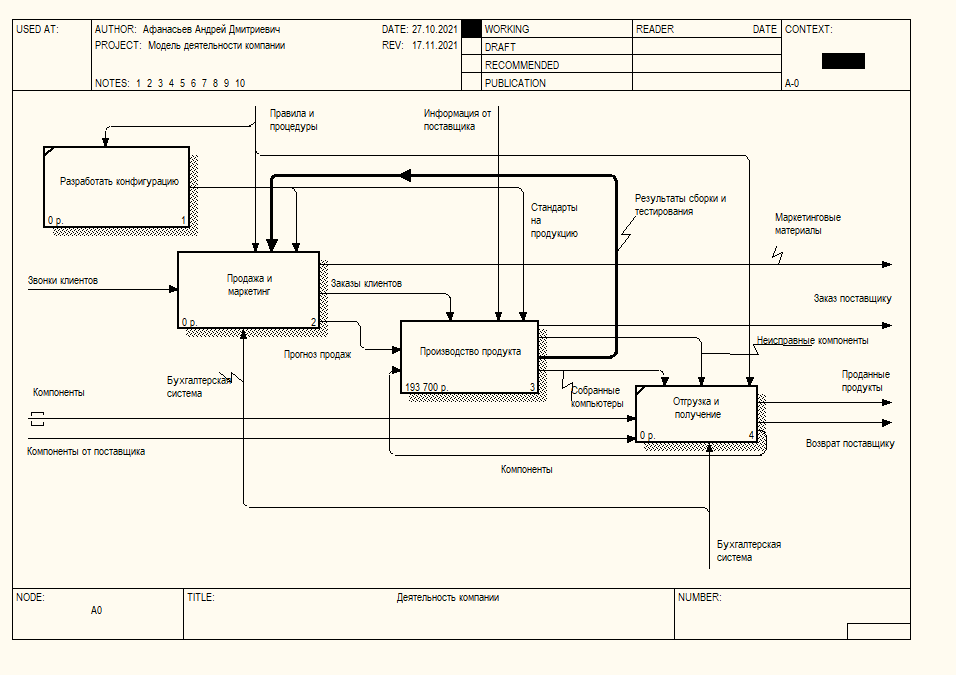 USED AT:
AUTHOR: Афанасьев Андрей Дмитриевич
DATE: 27.10.2021
PROJECT: Модель деятельности компании
REV: 17.11.2021
NOTES: 1 2 3 4 5 6 7 8 9 10
WORKING
DRAFT
RECOMMENDED
PUBLICATION
READER
DATE
CONTEXT:
A-0
Правила и
процедуры
Информация от
поставщика
Разработать конфигурацию
0 р.
1
Стандарты
на
продукцию
Результаты сборки и
тестирования
Маркетинговые
материалы
Звонки клиентов
Продажа и
маркетинг
0 р.
2
Заказы клиентов
Заказ поставщику
Прогноз продаж
Производство продукта
193 700 р.
3
Неисправные компоненты
Бухгалтерская
система
Компоненты
Собранные
компьютеры
Отгрузка и
получение
0 р.
4
Проданные
продукты
Возврат поставщику
Компоненты от поставщика
Компоненты
Бухгалтерская
система
NODE:
A0
TITLE:
Деятельность компании
NUMBER: